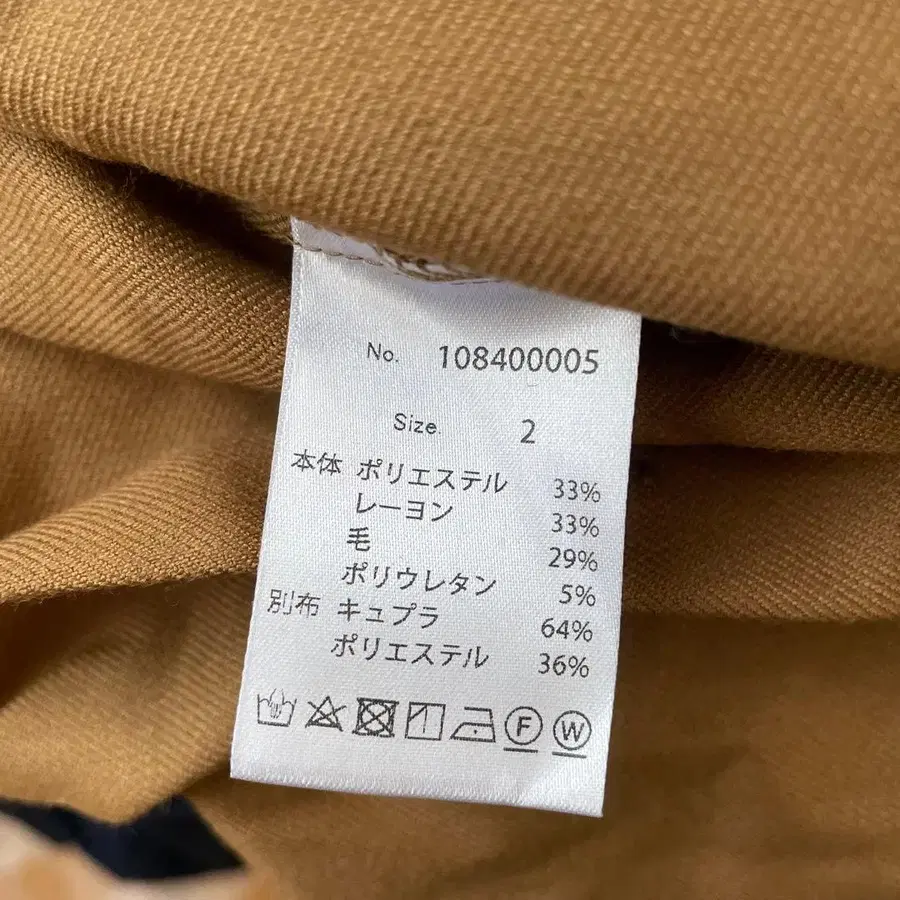 No. 108400005
Size. 2
本体 ポリエステル 33%
レーヨン 33%
毛 29%
ポリウレタン 5%
別布 キュプラ 64%
ポリエステル 36%
F W